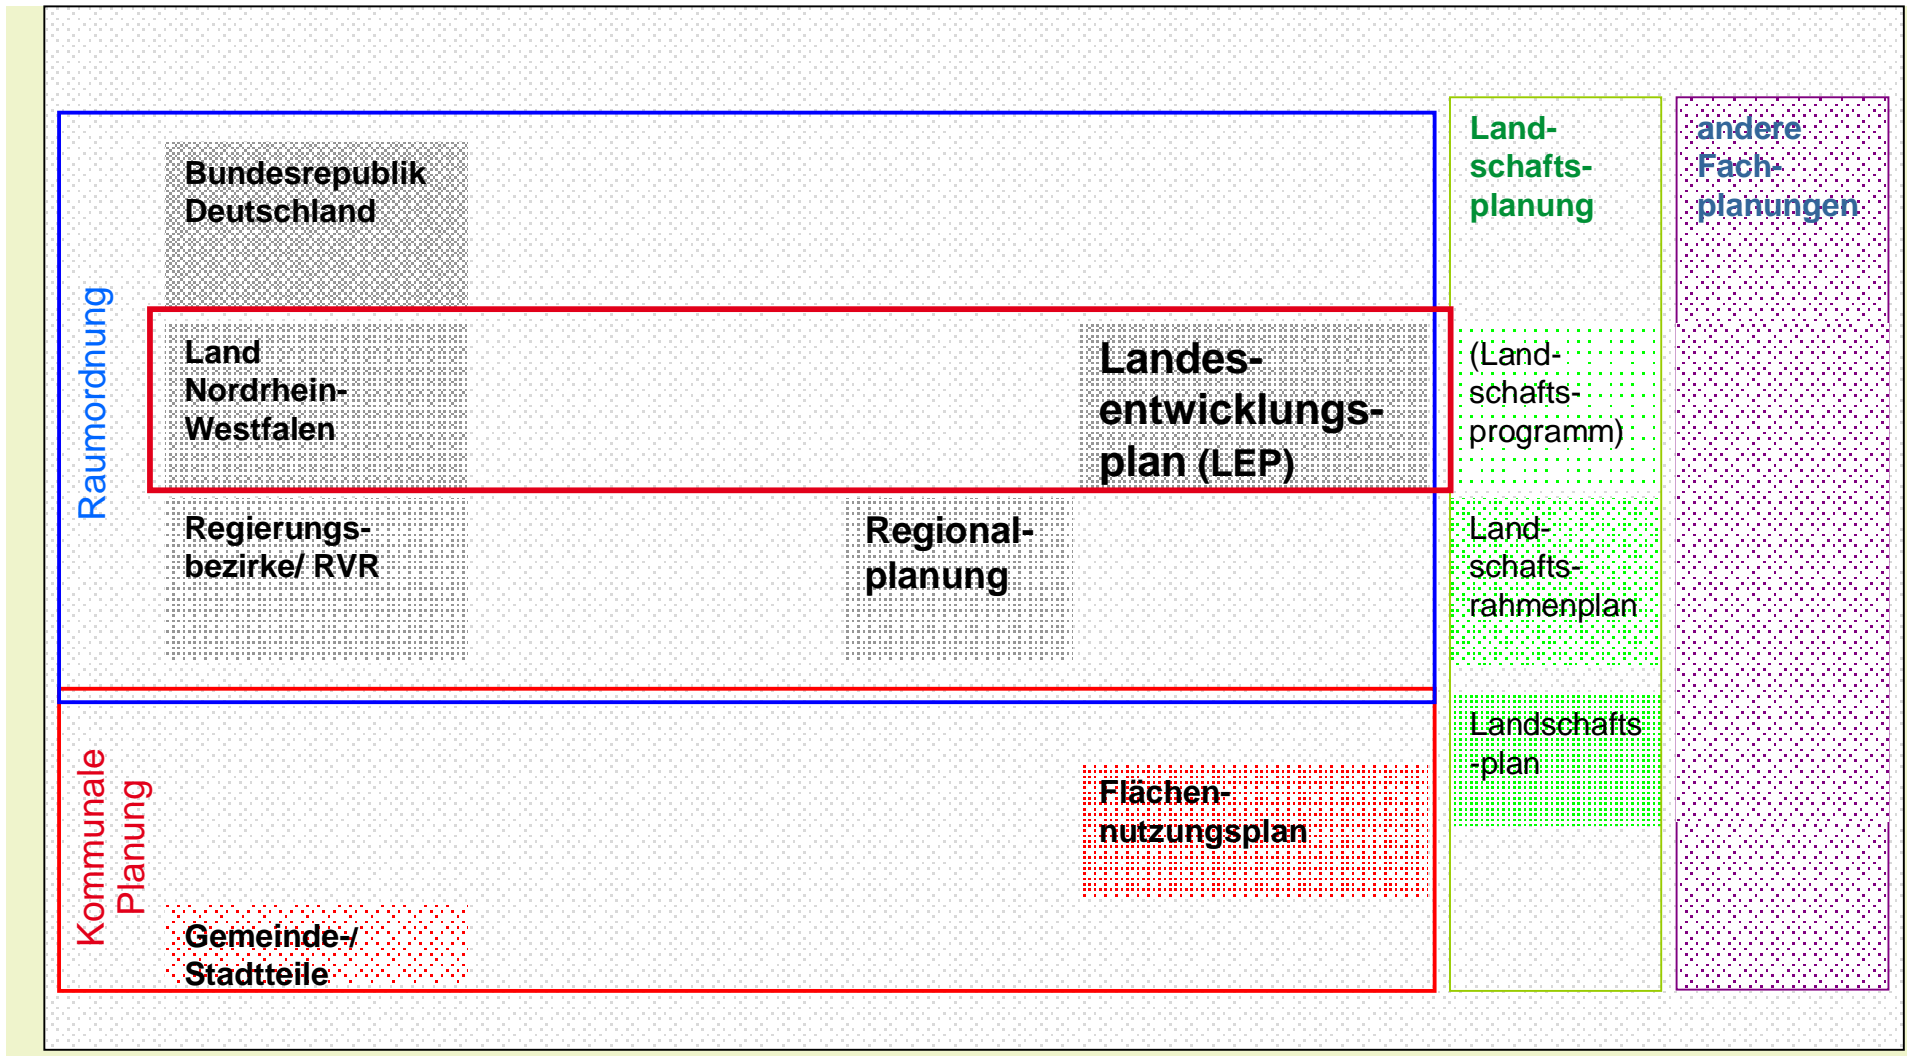 Raumordnung
Bundesrepublik
Deutschland
Land
Nordrhein-
Westfalen
Landes-
entwicklungs-
plan (LEP)
Regierungs-
bezirke/ RVR
Regional-
planung
Kommunale
Planung
Flächen-
nutzungsplan
Gemeinde-/
Stadtteile
Land-
schafts-
planung
(Land-
schafts-
programm)
Land-
schafts-
rahmenplan
Landschafts
-plan
andere
Fach-
planungen